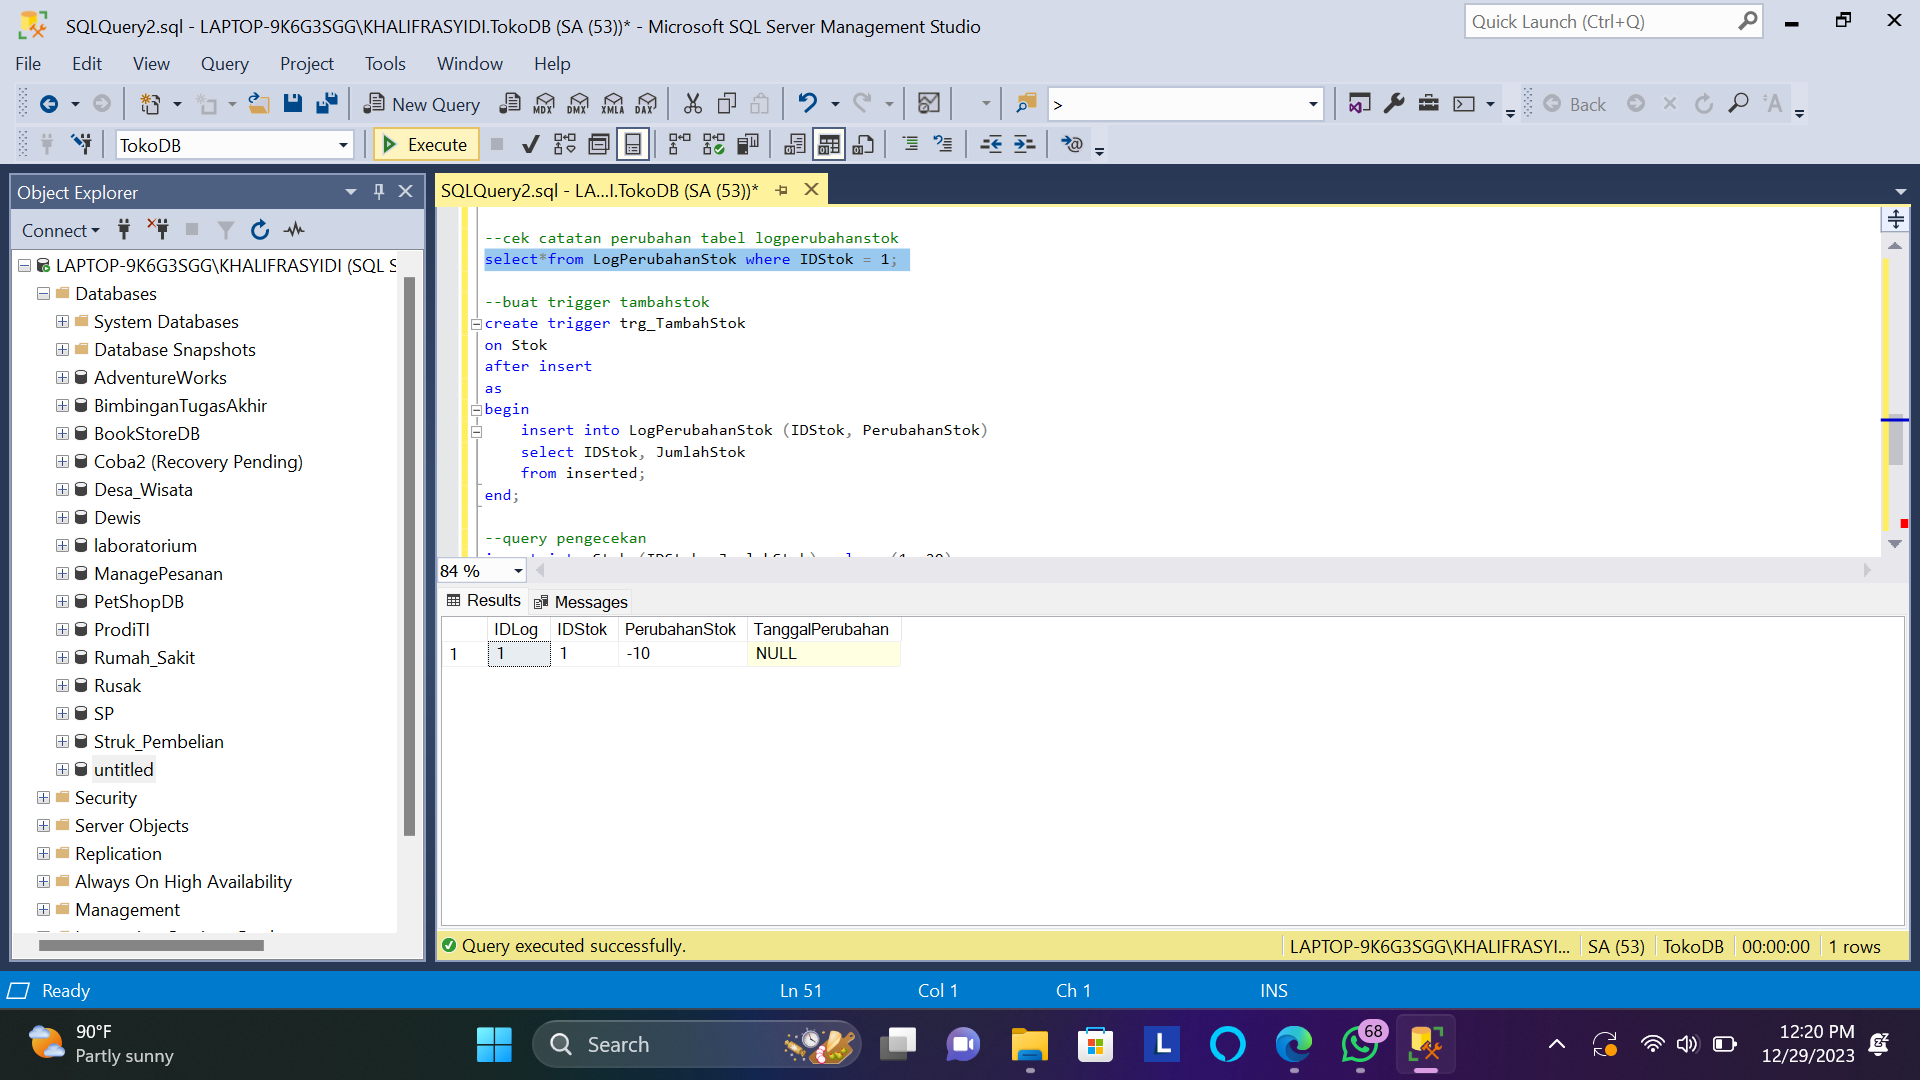 SQLQuery2.sql - LAPTOP-9K6G3SGG\KHALIFRASYIDI.TokoDB (SA (53))* - Microsoft SQL Server Management Studio
Quick Launch (Ctrl+Q)
File Edit View Query Project Tools Window Help
New Query MDX DMX XMLA DAX > Back
TokoDB Execute
Object Explorer
Connect
LAPTOP-9K6G3SGG\KHALIFRASYIDI (SQL S
Databases
System Databases
Database Snapshots
AdventureWorks
BimbinganTugasAkhir
BookStoreDB
Coba2 (Recovery Pending)
Desa_Wisata
Dewis
laboratorium
ManagePesanan
PetShopDB
ProdiTI
Rumah_Sakit
Rusak
SP
Struk_Pembelian
untitled
Security
Server Objects
Replication
Always On High Availability
Management
SQLQuery2.sql - LA...I.TokoDB (SA (53))*
--cek catatan perubahan tabel logperubahanstok
select*from LogPerubahanStok where IDStok = 1;
--buat trigger tambahstok
create trigger trg_TambahStok
on Stok
after insert
as
begin
insert into LogPerubahanStok (IDStok, PerubahanStok)
select IDStok, JumlahStok
from inserted;
end;
--query pengecekan
84 %
Results Messages
IDLog IDStok PerubahanStok TanggalPerubahan
1 1 1 -10 NULL
Query executed successfully.
LAPTOP-9K6G3SGG\KHALIFRASYI... SA (53) TokoDB 00:00:00 1 rows
Ready Ln 51 Col 1 Ch 1 INS
90°F
Partly sunny
Search
L
68
12:20 PM
12/29/2023